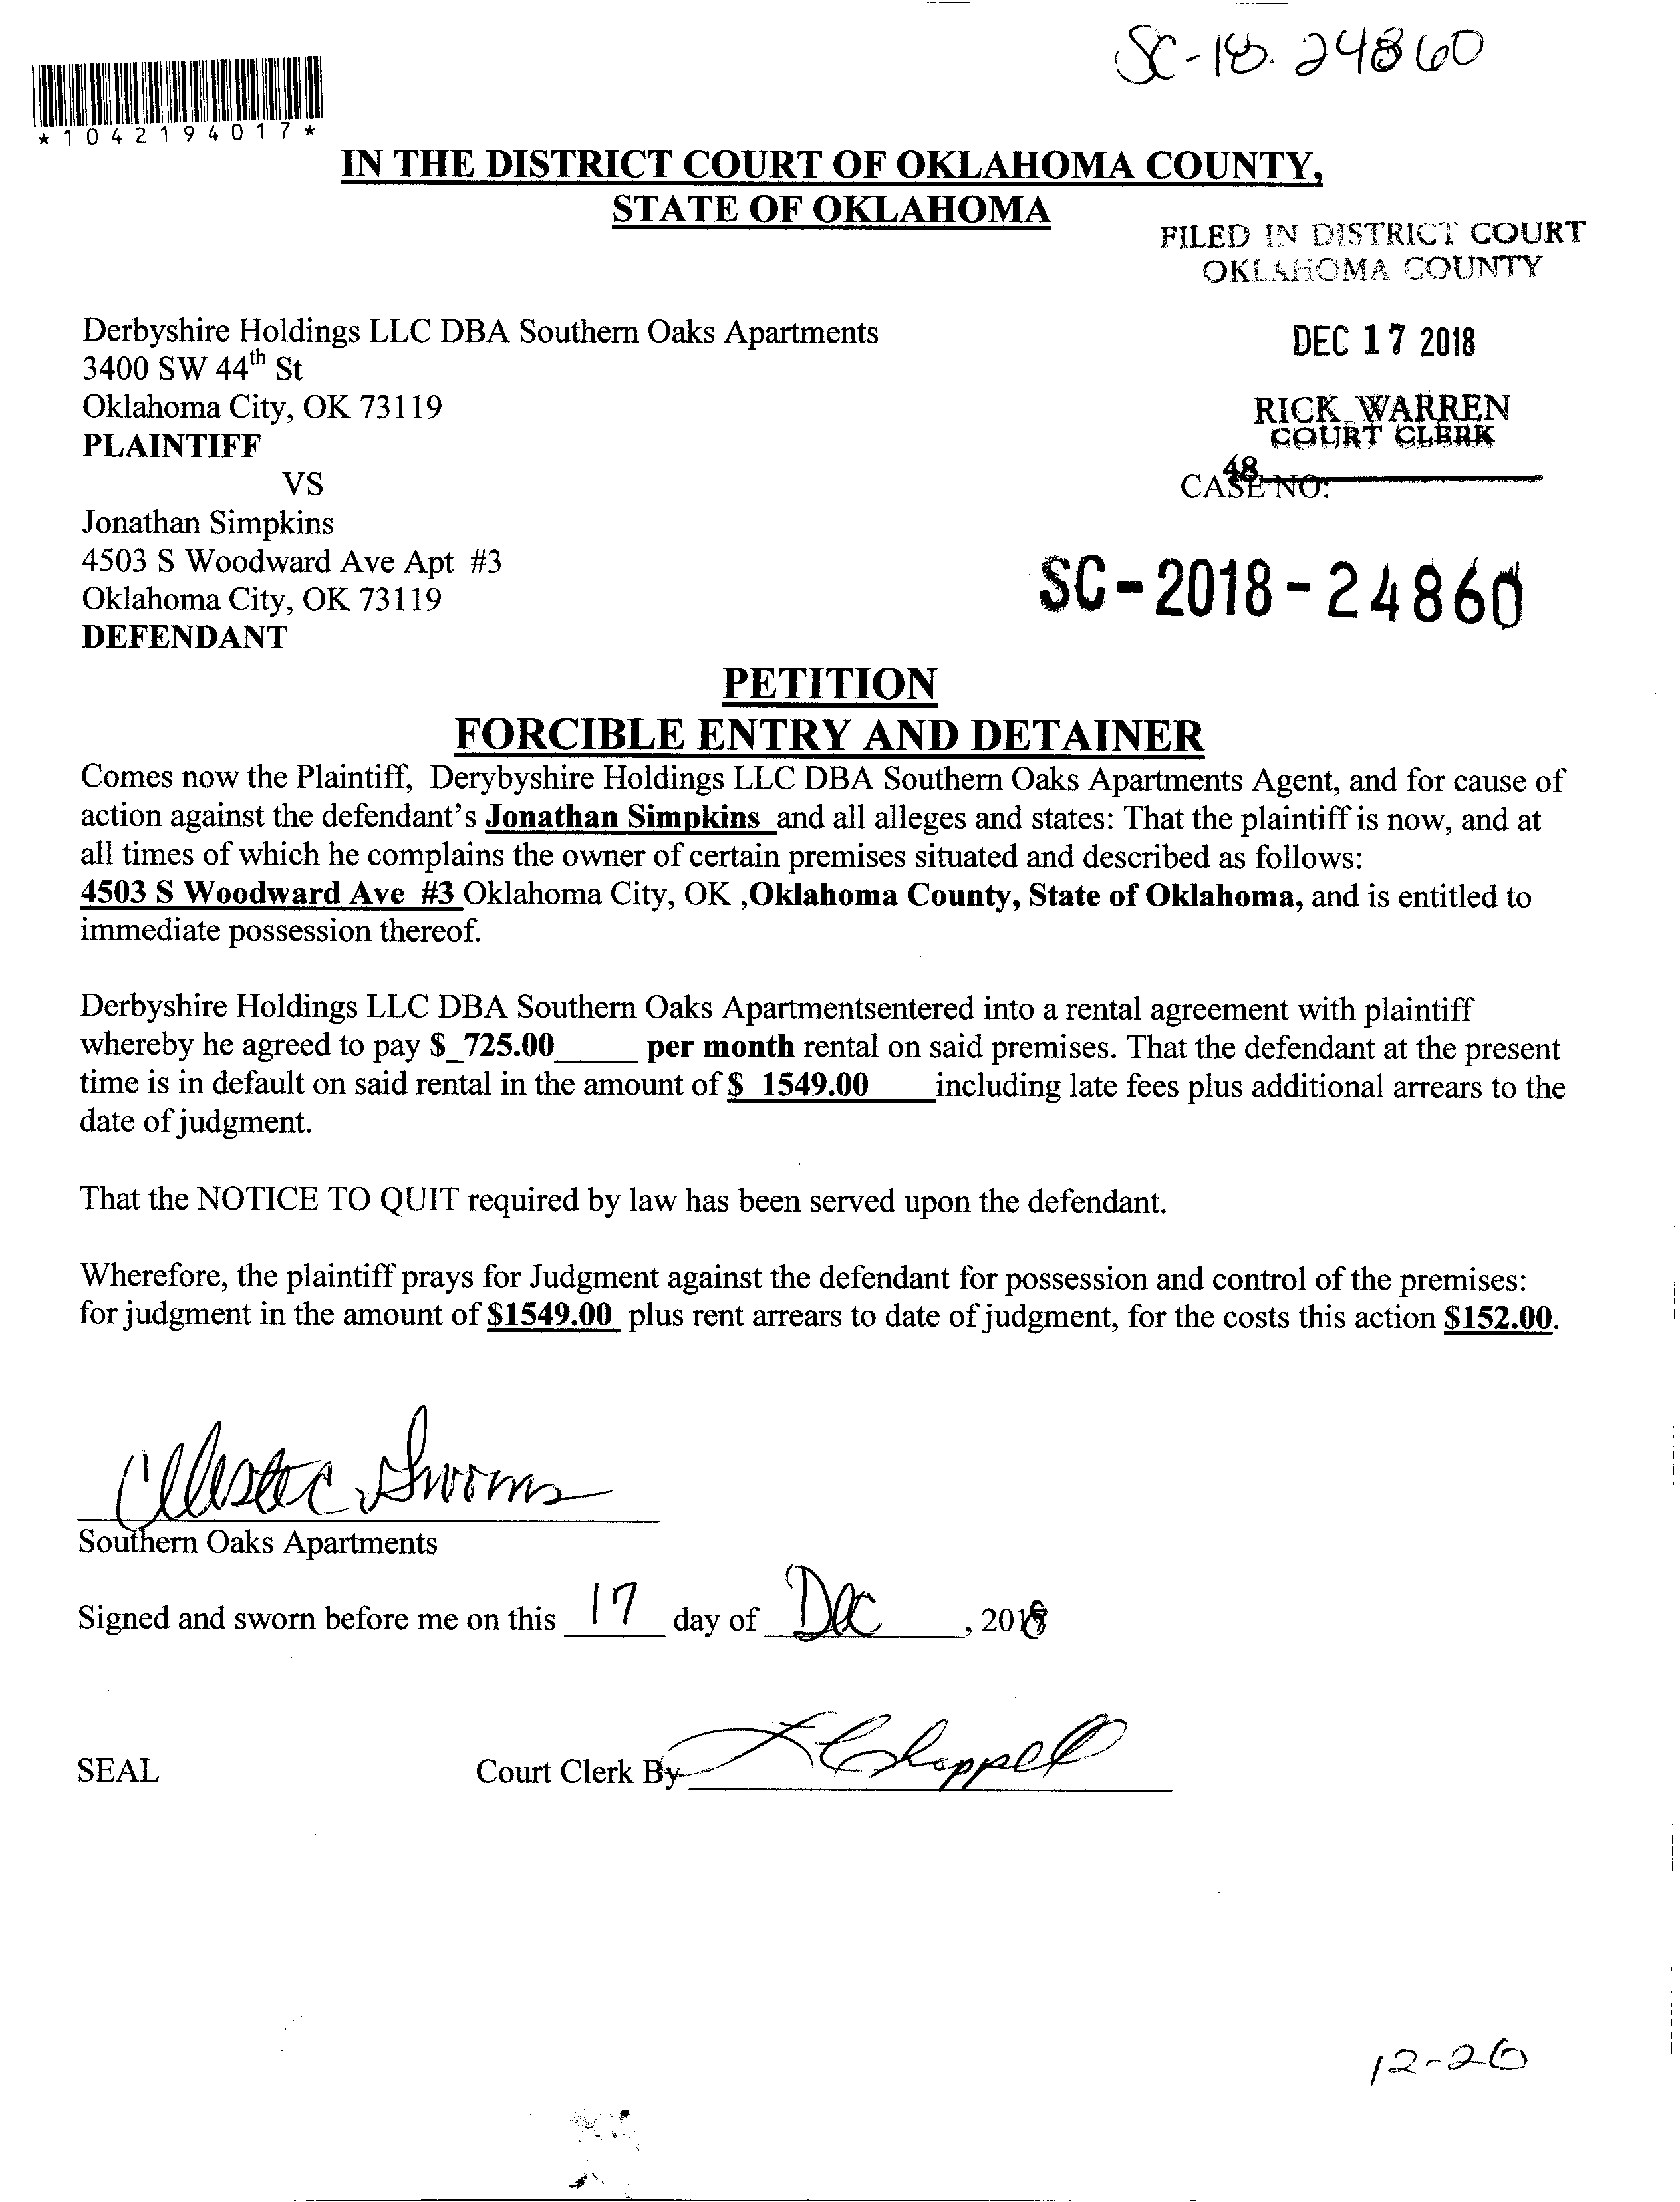 SC-18-24860
*1042194017*
IN THE DISTRICT COURT OF OKLAHOMA COUNTY,
STATE OF OKLAHOMA
FILED IN DISTRICT COURT
OKLAHOMA COUNTY
Derbyshire Holdings LLC DBA Southern Oaks Apartments
3400 SW 44th St
Oklahoma City, OK 73119
PLAINTIFF
VS
Jonathan Simpkins
4503 S Woodward Ave Apt #3
Oklahoma City, OK 73119
DEFENDANT
DEC 17 2018
RICK WARREN
COURT CLERK
48
CASE NO:
SC-2018-24860
PETITION
FORCIBLE ENTRY AND DETAINER
Comes now the Plaintiff, Derybyshire Holdings LLC DBA Southern Oaks Apartments Agent, and for cause of
action against the defendant's Jonathan Simpkins and all alleges and states: That the plaintiff is now, and at
all times of which he complains the owner of certain premises situated and described as follows:
4503 S Woodward Ave #3 Oklahoma City, OK ,Oklahoma County, State of Oklahoma, and is entitled to
immediate possession thereof.
Derbyshire Holdings LLC DBA Southern Oaks Apartmentsentered into a rental agreement with plaintiff
whereby he agreed to pay $_725.00_____ per month rental on said premises. That the defendant at the present
time is in default on said rental in the amount of $ 1549.00 ____including late fees plus additional arrears to the
date of judgment.
That the NOTICE TO QUIT required by law has been served upon the defendant.
Wherefore, the plaintiff prays for Judgment against the defendant for possession and control of the premises:
for judgment in the amount of $1549.00 plus rent arrears to date of judgment, for the costs this action $152.00.
Southern Oaks Apartments
Signed and sworn before me on this 17 day of Dec, 2018
SEAL
Court Clerk By Chappell
12-26